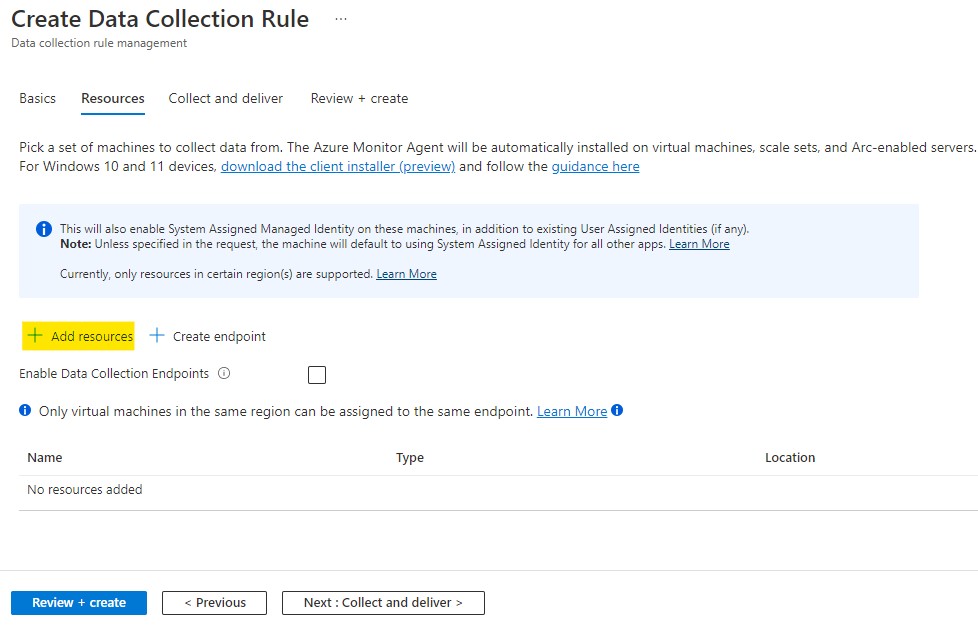 Create Data Collection Rule ...
Data collection rule management
Basics Resources Collect and deliver Review + create
Pick a set of machines to collect data from. The Azure Monitor Agent will be automatically installed on virtual machines, scale sets, and Arc-enabled servers.
For Windows 10 and 11 devices, download the client installer (preview) and follow the guidance here
This will also enable System Assigned Managed Identity on these machines, in addition to existing User Assigned Identities (if any).
Note: Unless specified in the request, the machine will default to using System Assigned Identity for all other apps. Learn More
Currently, only resources in certain region(s) are supported. Learn More
+ Add resources + Create endpoint
Enable Data Collection Endpoints
Only virtual machines in the same region can be assigned to the same endpoint. Learn More
Name Type Location
No resources added
Review + create < Previous Next : Collect and deliver >